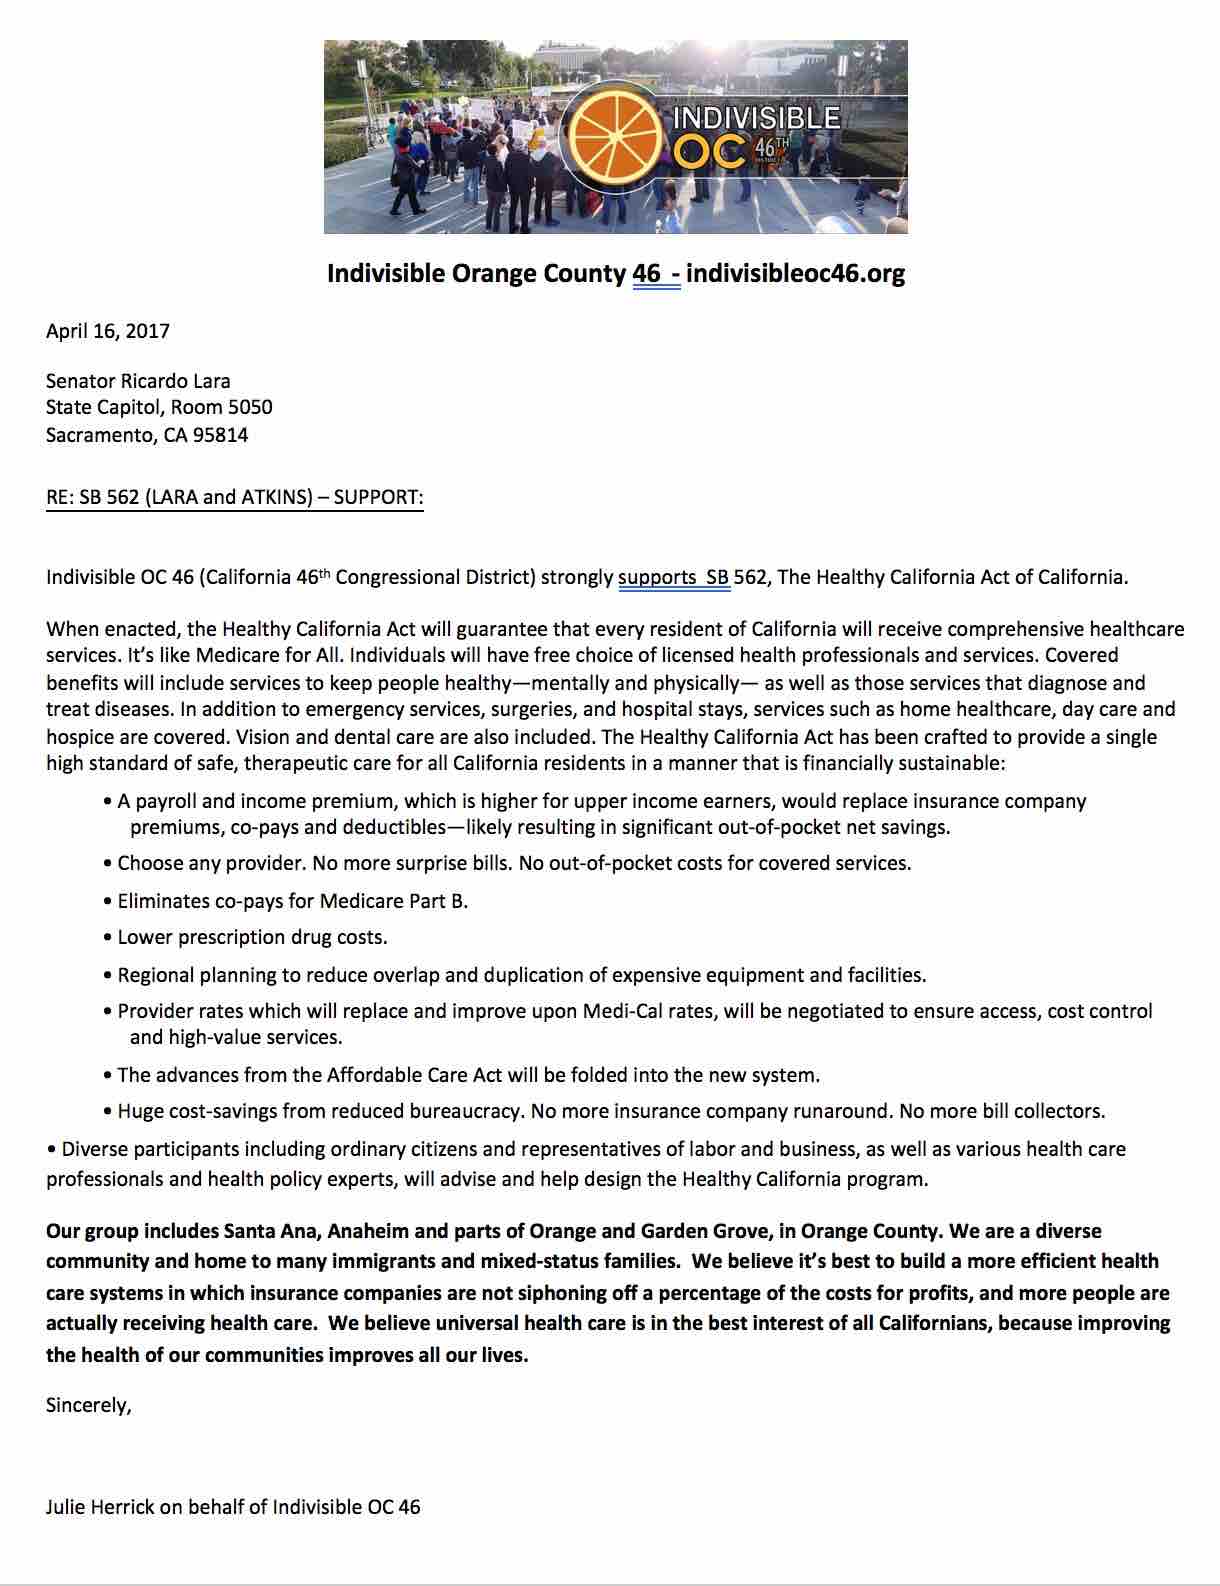 INDIVISIBLE
OC 46TH
DISTRICT
Indivisible Orange County 46  - indivisibleoc46.org
April 16, 2017
Senator Ricardo Lara
State Capitol, Room 5050
Sacramento, CA 95814
RE: SB 562 (LARA and ATKINS) – SUPPORT:
Indivisible OC 46 (California 46th Congressional District) strongly supports  SB 562, The Healthy California Act of California.
When enacted, the Healthy California Act will guarantee that every resident of California will receive comprehensive healthcare
services. It’s like Medicare for All. Individuals will have free choice of licensed health professionals and services. Covered
benefits will include services to keep people healthy—mentally and physically— as well as those services that diagnose and
treat diseases. In addition to emergency services, surgeries, and hospital stays, services such as home healthcare, day care and
hospice are covered. Vision and dental care are also included. The Healthy California Act has been crafted to provide a single
high standard of safe, therapeutic care for all California residents in a manner that is financially sustainable:
• A payroll and income premium, which is higher for upper income earners, would replace insurance company
premiums, co-pays and deductibles—likely resulting in significant out-of-pocket net savings.
• Choose any provider. No more surprise bills. No out-of-pocket costs for covered services.
• Eliminates co-pays for Medicare Part B.
• Lower prescription drug costs.
• Regional planning to reduce overlap and duplication of expensive equipment and facilities.
• Provider rates which will replace and improve upon Medi-Cal rates, will be negotiated to ensure access, cost control
and high-value services.
• The advances from the Affordable Care Act will be folded into the new system.
• Huge cost-savings from reduced bureaucracy. No more insurance company runaround. No more bill collectors.
• Diverse participants including ordinary citizens and representatives of labor and business, as well as various health care
professionals and health policy experts, will advise and help design the Healthy California program.
Our group includes Santa Ana, Anaheim and parts of Orange and Garden Grove, in Orange County. We are a diverse
community and home to many immigrants and mixed-status families.  We believe it’s best to build a more efficient health
care systems in which insurance companies are not siphoning off a percentage of the costs for profits, and more people are
actually receiving health care.  We believe universal health care is in the best interest of all Californians, because improving
the health of our communities improves all our lives.
Sincerely,
Julie Herrick on behalf of Indivisible OC 46